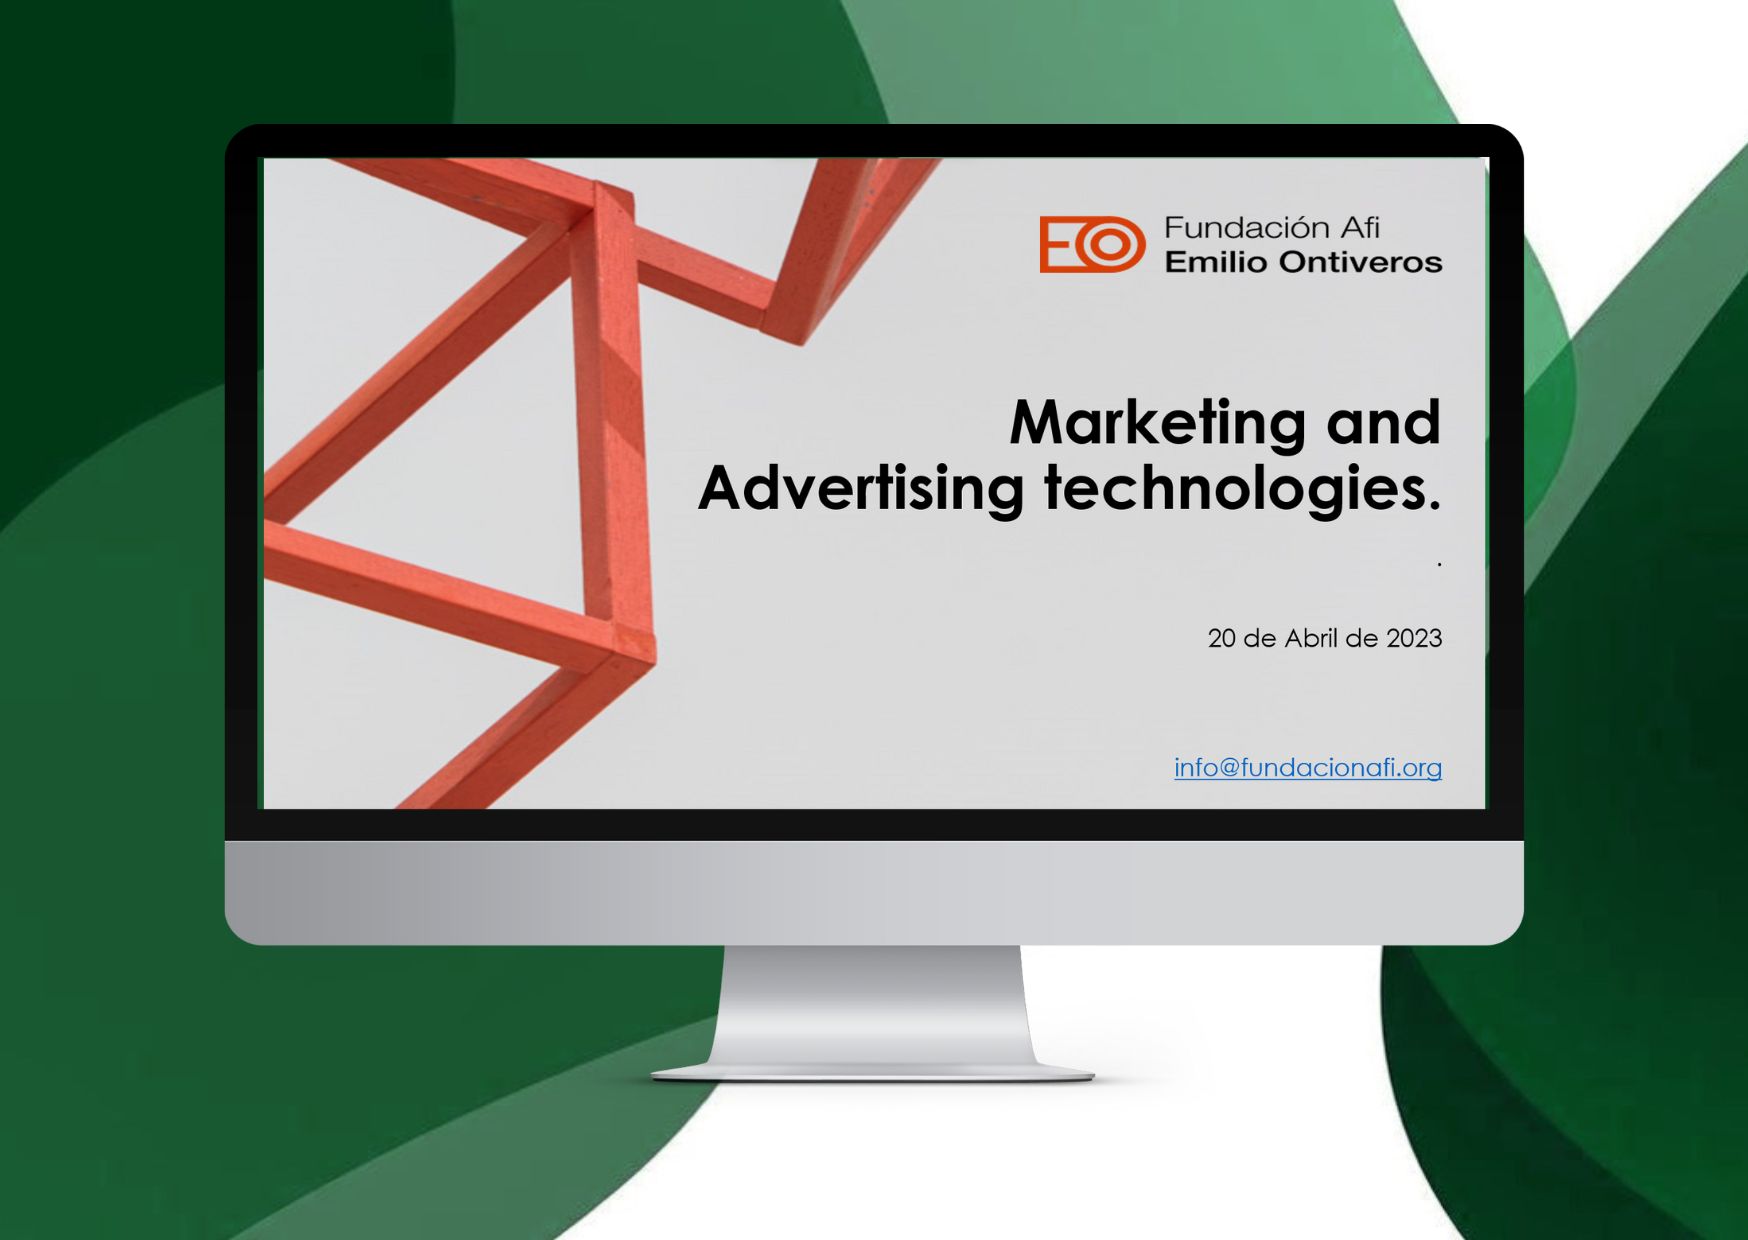 Fundación Afi
Emilio Ontiveros
Marketing and
Advertising technologies.
.
20 de Abril de 2023
info@fundacionafi.org